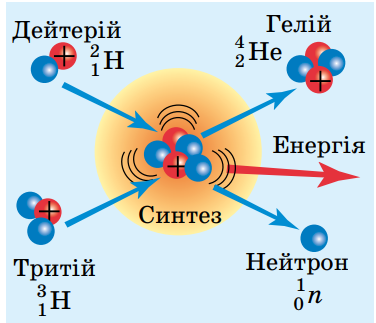 Дейтерій
²₁H
Гелій
⁴₂He
Енергія
Синтез
Тритій
³₁H
Нейтрон
¹₀n